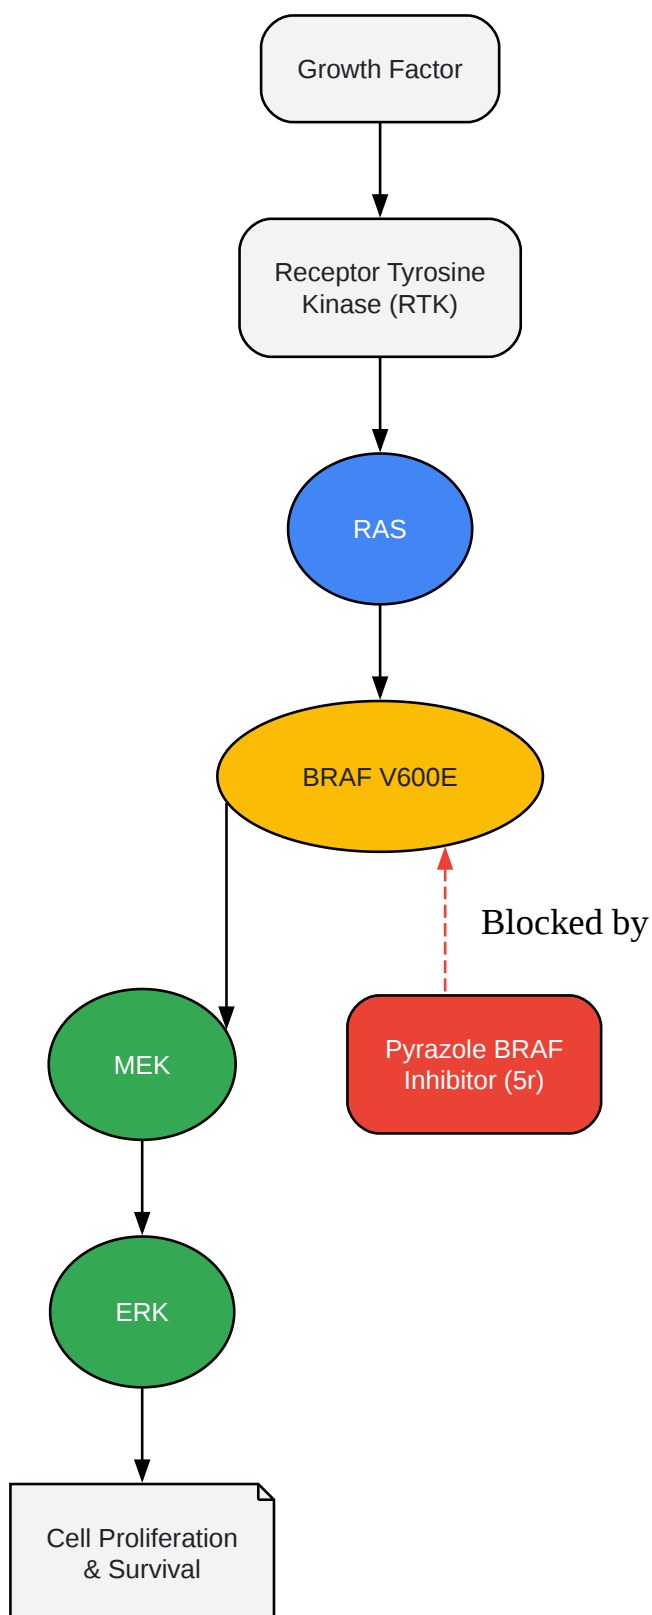 Growth Factor
Receptor Tyrosine
Kinase (RTK)
RAS
BRAF V600E
Blocked by
Pyrazole BRAF
Inhibitor (5r)
MEK
ERK
Cell Proliferation
& Survival